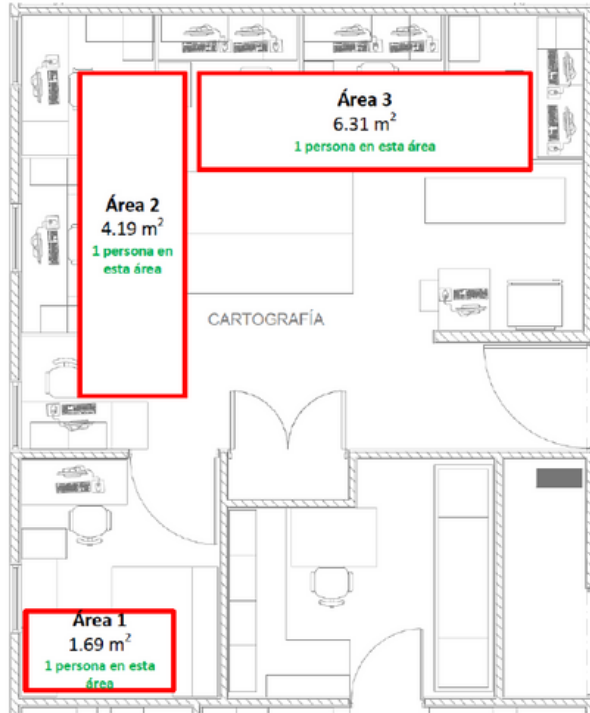 Área 3
6.31 m²
1 persona en esta área
Área 2
4.19 m²
1 persona en
esta área
CARTOGRAFÍA
Área 1
1.69 m²
1 persona en esta
área